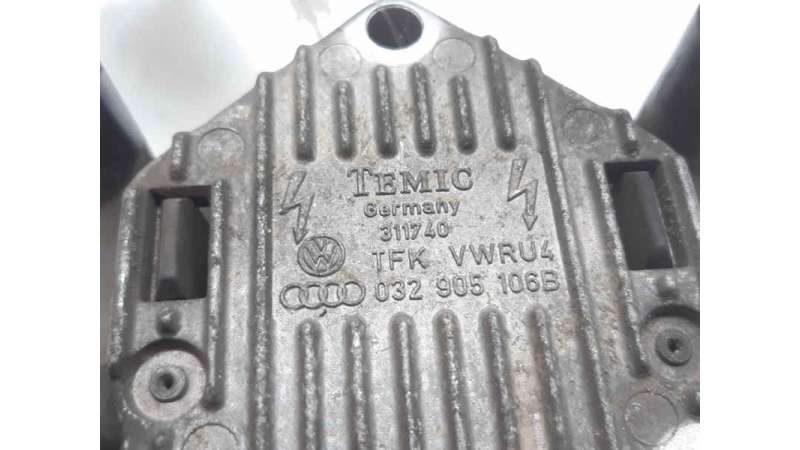 TEMIC
Germany
311740
TFK VWRU4
032 905 106B